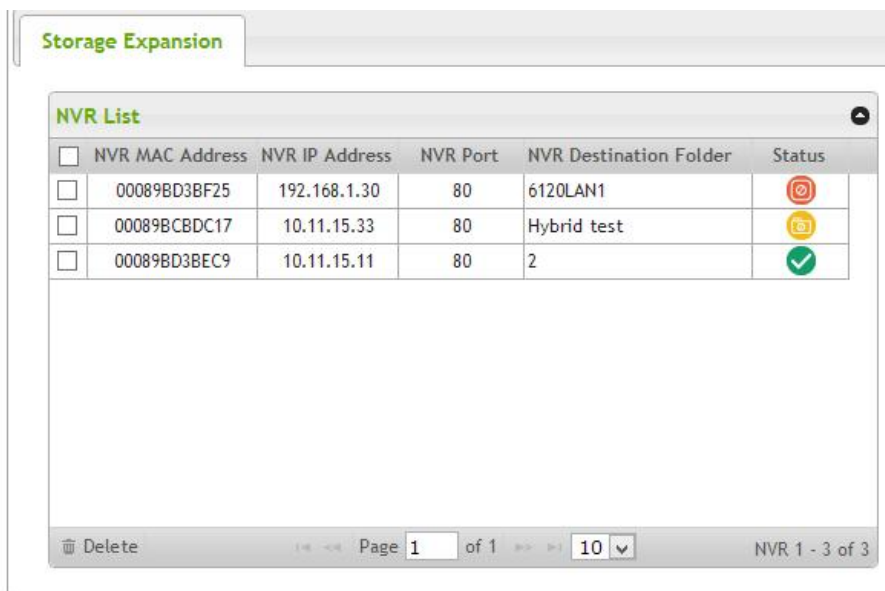 Storage Expansion
NVR List
NVR MAC Address NVR IP Address NVR Port NVR Destination Folder Status
00089BD3BF25 192.168.1.30 80 6120LAN1
00089BCBDC17 10.11.15.33 80 Hybrid test
00089BD3BEC9 10.11.15.11 80 2
Delete Page 1 of 1 10 NVR 1 - 3 of 3